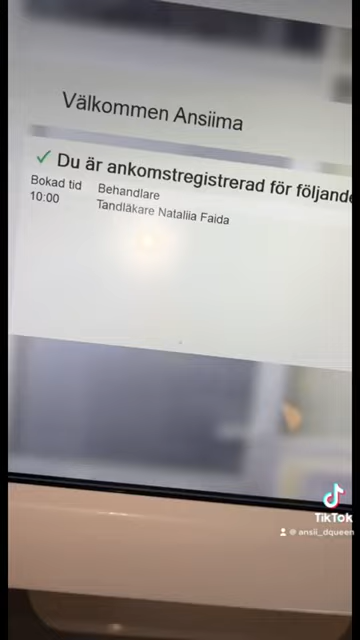 Välkommen Ansiima
✓ Du är ankomstregistrerad för följande
Bokad tid Behandlare
10:00 Tandläkare Nataliia Faida
TikTok
@ansii_dqueen